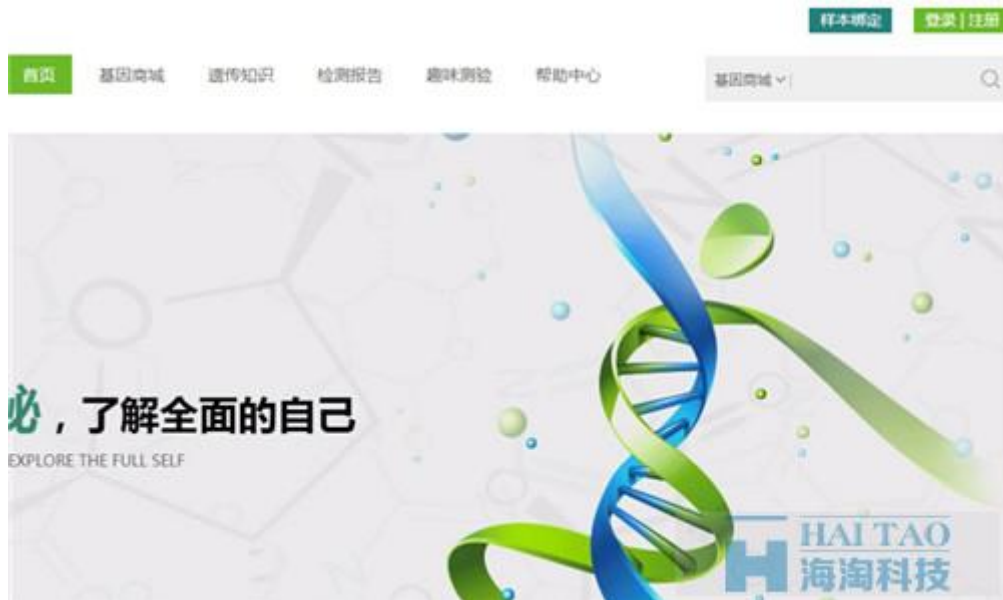 样本绑定 登录 | 注册
首页 基因商城 遗传知识 检测报告 趣味测验 帮助中心 基因商城
秘，了解全面的自己
EXPLORE THE FULL SELF
HAI TAO
海淘科技